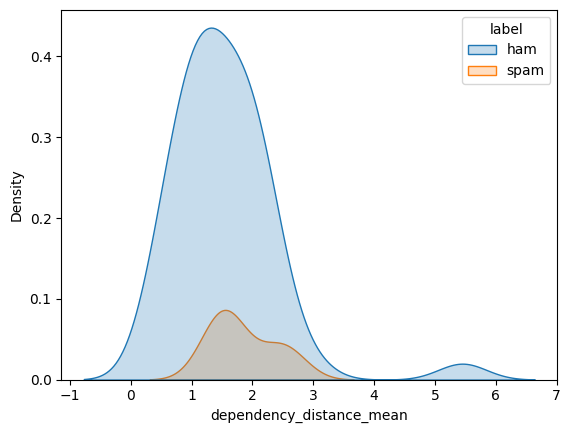 label
ham
spam
Density
0.4
0.3
0.2
0.1
0.0
−1 0 1 2 3 4 5 6 7
dependency_distance_mean